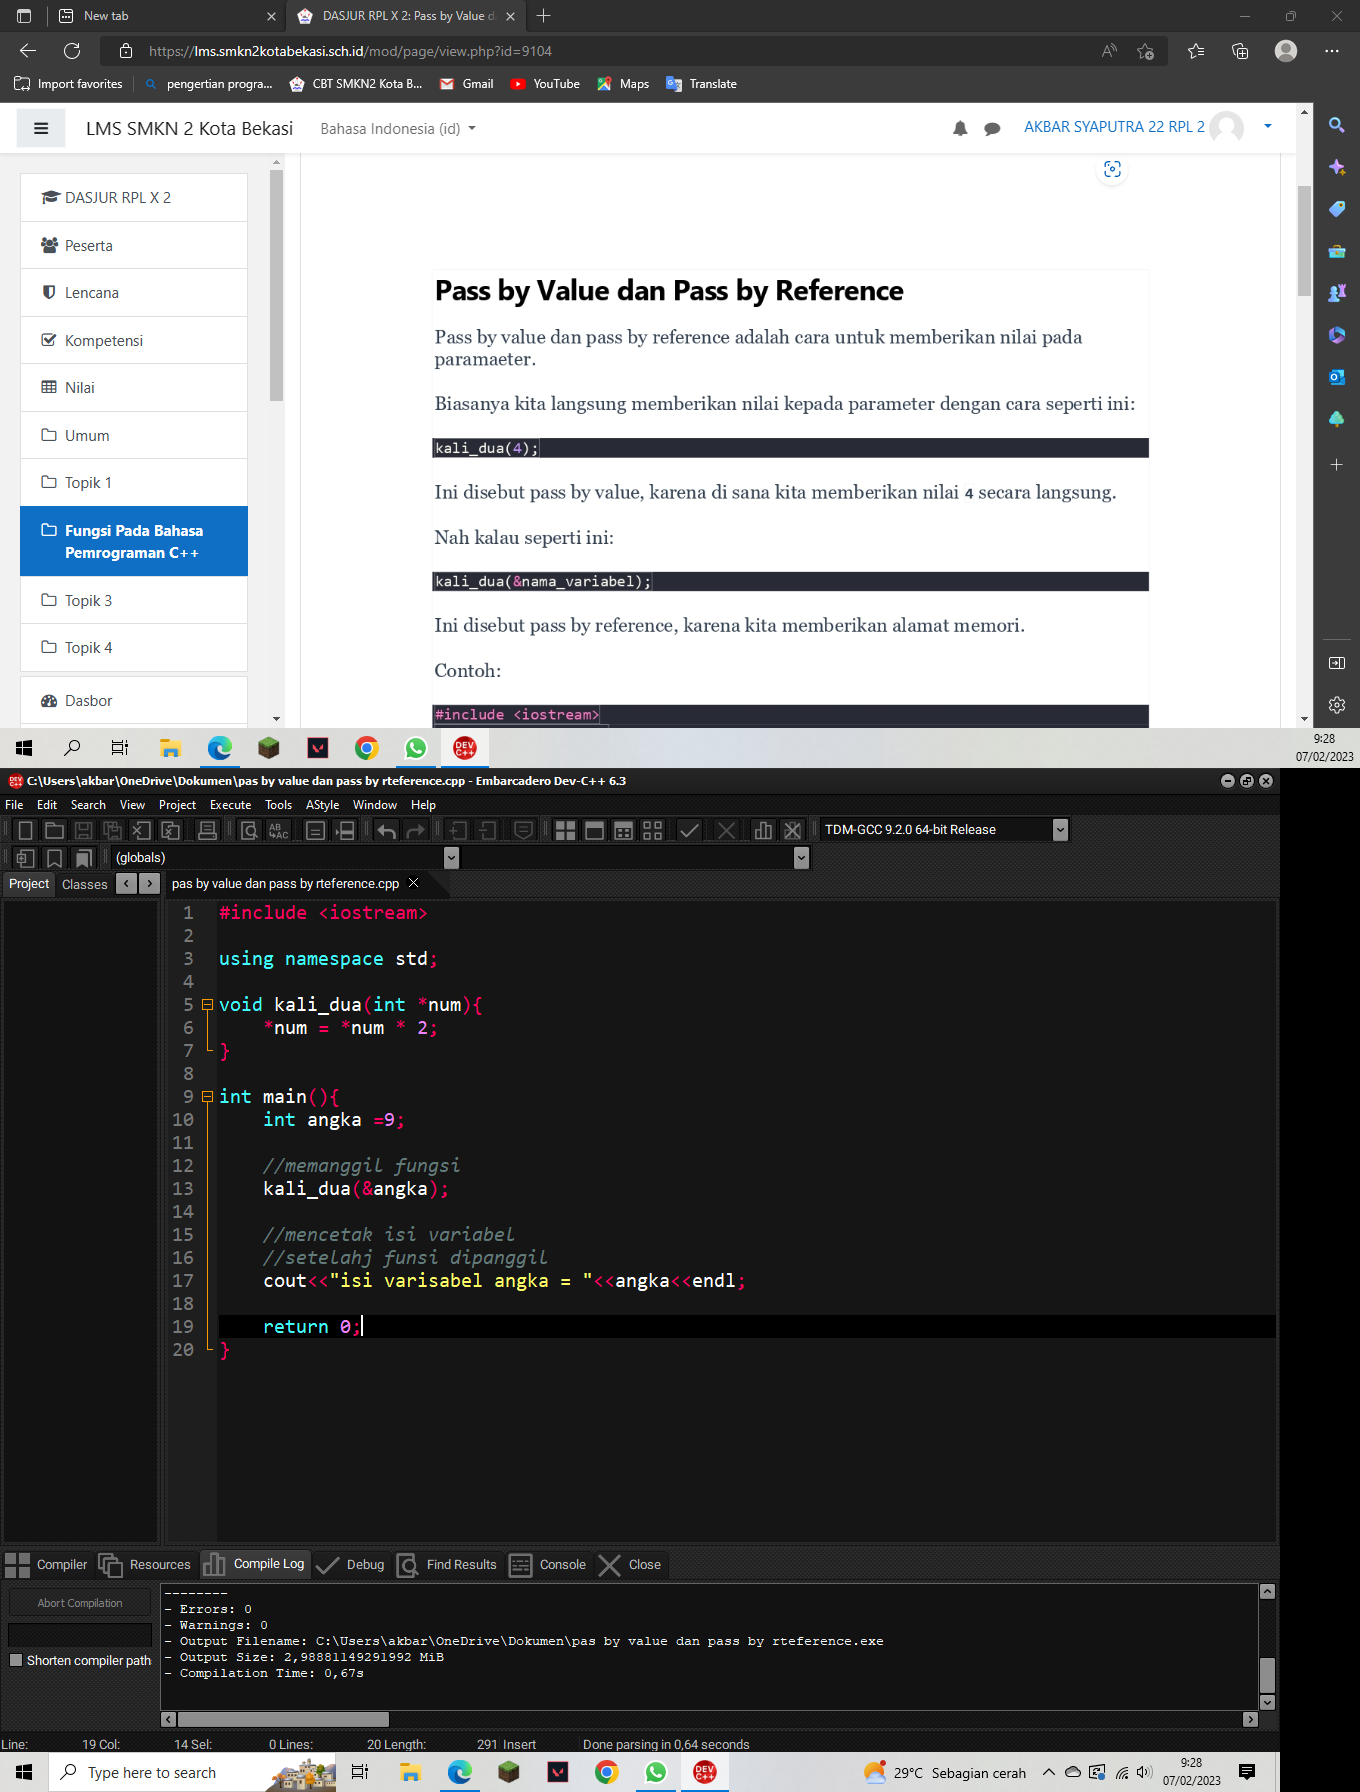 New tab
DASJUR RPL X 2: Pass by Value d
https://lms.smkn2kotabekasi.sch.id/mod/page/view.php?id=9104
Import favorites
pengertian progra...
CBT SMKN2 Kota B...
Gmail
YouTube
Maps
Translate
LMS SMKN 2 Kota Bekasi
Bahasa Indonesia (id)
AKBAR SYAPUTRA 22 RPL 2
DASJUR RPL X 2
Peserta
Lencana
Kompetensi
Nilai
Umum
Topik 1
Fungsi Pada Bahasa
Pemrograman C++
Topik 3
Topik 4
Dasbor
Pass by Value dan Pass by Reference
Pass by value dan pass by reference adalah cara untuk memberikan nilai pada
paramaeter.
Biasanya kita langsung memberikan nilai kepada parameter dengan cara seperti ini:
kali_dua(4);
Ini disebut pass by value, karena di sana kita memberikan nilai 4 secara langsung.
Nah kalau seperti ini:
kali_dua(&nama_variabel);
Ini disebut pass by reference, karena kita memberikan alamat memori.
Contoh:
#include <iostream>
9:28
07/02/2023
C:\Users\akbar\OneDrive\Dokumen\pas by value dan pass by rteference.cpp - Embarcadero Dev-C++ 6.3
File Edit Search View Project Execute Tools AStyle Window Help
TDM-GCC 9.2.0 64-bit Release
(globals)
Project Classes
pas by value dan pass by rteference.cpp
1 #include <iostream>
2
3 using namespace std;
4
5 void kali_dua(int *num){
6 *num = *num * 2;
7 }
8
9 int main(){
10 int angka =9;
11
12 //memanggil fungsi
13 kali_dua(&angka);
14
15 //mencetak isi variabel
16 //setelahj funsi dipanggil
17 cout<<"isi varisabel angka = "<<angka<<endl;
18
19 return 0;
20 }
Compiler Resources Compile Log Debug Find Results Console Close
Abort Compilation
Shorten compiler path
--------
- Errors: 0
- Warnings: 0
- Output Filename: C:\Users\akbar\OneDrive\Dokumen\pas by value dan pass by rteference.exe
- Output Size: 2,98881149291992 MiB
- Compilation Time: 0,67s
Line: 19 Col: 14 Sel: 0 Lines: 20 Length: 291 Insert Done parsing in 0,64 seconds
Type here to search
DEV C++
29°C Sebagian cerah
9:28
07/02/2023